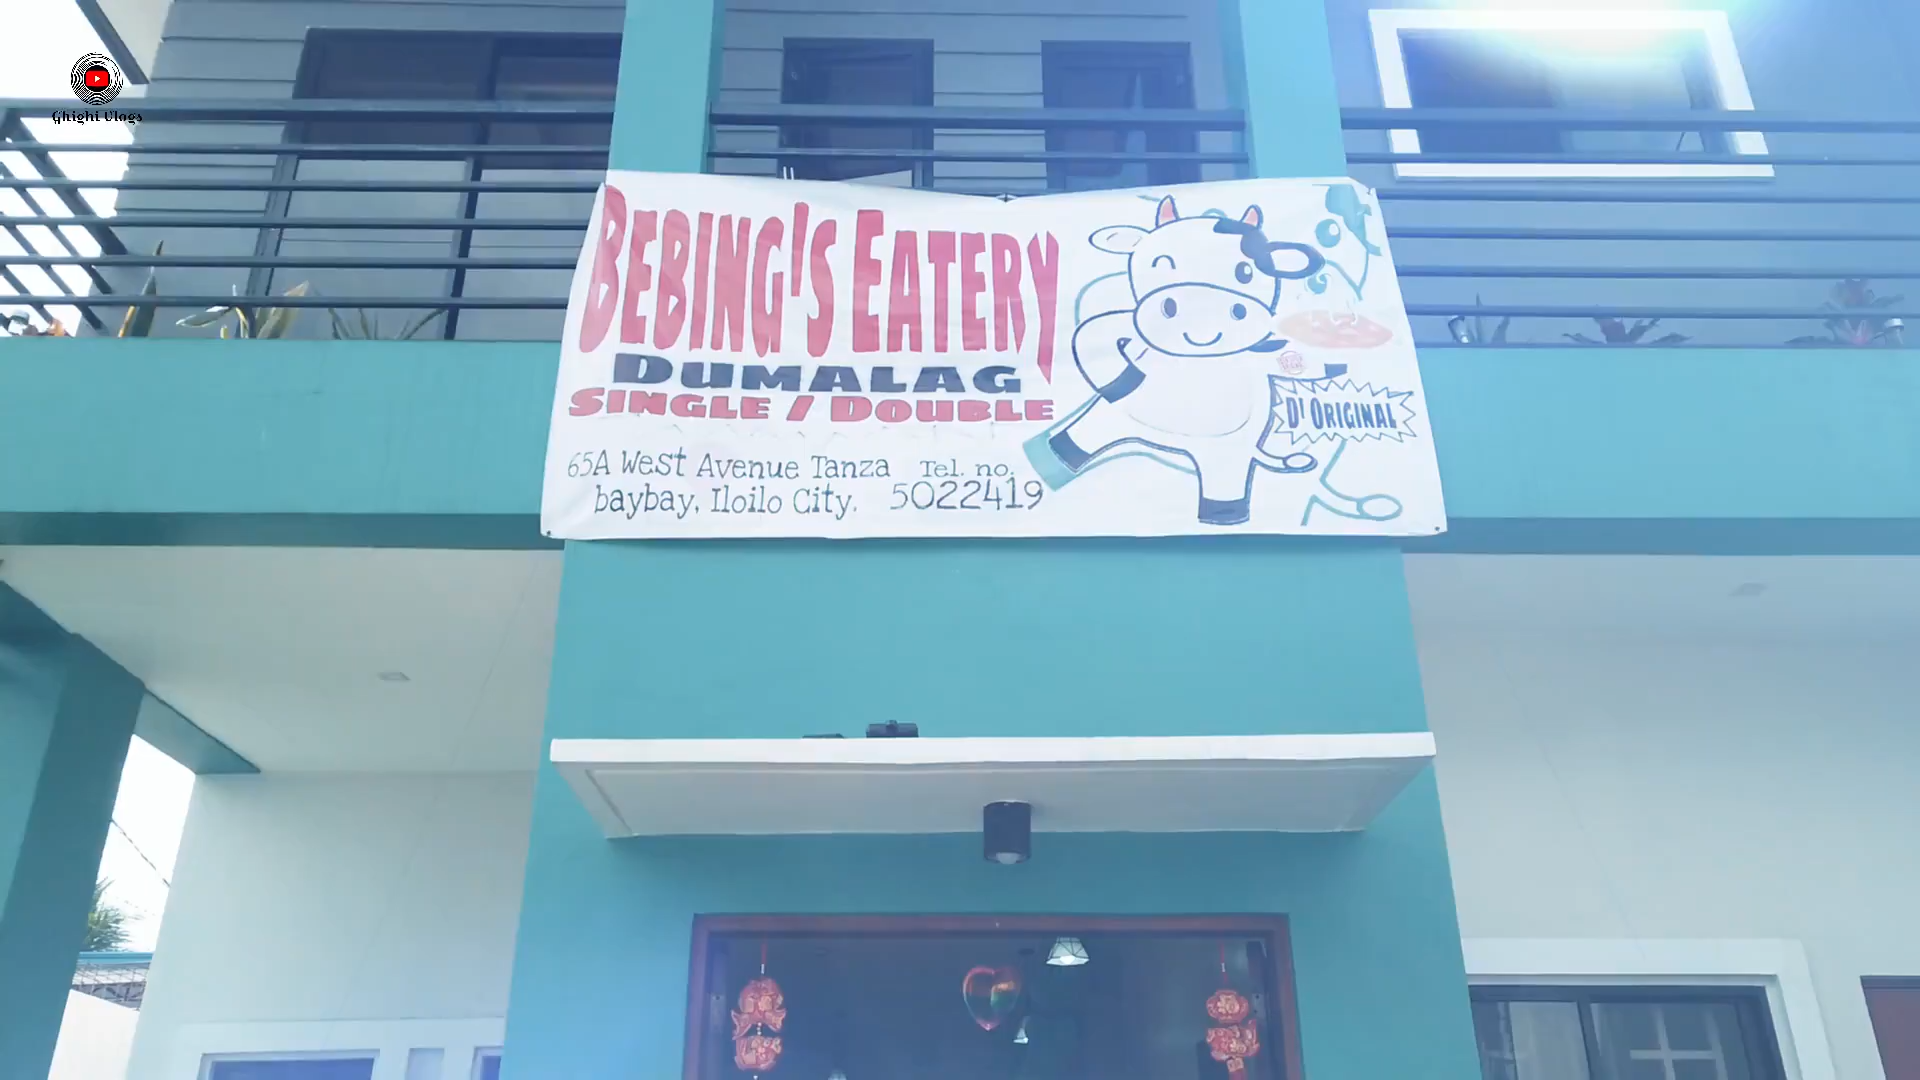 Ghighi Vlogs
BEBING'S EATERY
DUMALAG
SINGLE / DOUBLE
65A West Avenue Tanza
baybay, Iloilo City.
Tel. no.
5022419
D' ORIGINAL